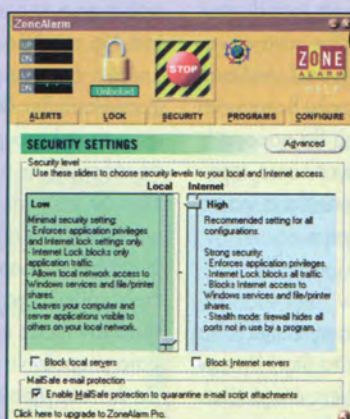 ZoneAlarm
UP
DN
UP
DN
Unlocked
STOP
ZONE
ALARM
HELP
ALERTS
LOCK
SECURITY
PROGRAMS
CONFIGURE
SECURITY SETTINGS
Advanced
Security level
Use these sliders to choose security levels for your local and Internet access.
Local Internet
Low
Minimal security setting:
- Enforces application privileges
and Internet lock settings only.
- Internet Lock blocks only
application traffic.
- Allows local network access to
Windows services and file/printer
shares.
- Leaves your computer and
server applications visible to
others on your local network.
High
Recommended setting for all
configurations.
Strong security:
- Enforces application privileges.
- Internet Lock blocks all traffic.
- Blocks Internet access to
Windows services and file/printer
shares.
- Stealth mode: firewall hides all
ports not in use by a program.
Block local servers
Block Internet servers
MailSafe e-mail protection
Enable MailSafe protection to quarantine e-mail script attachments
Click here to upgrade to ZoneAlarm Pro.